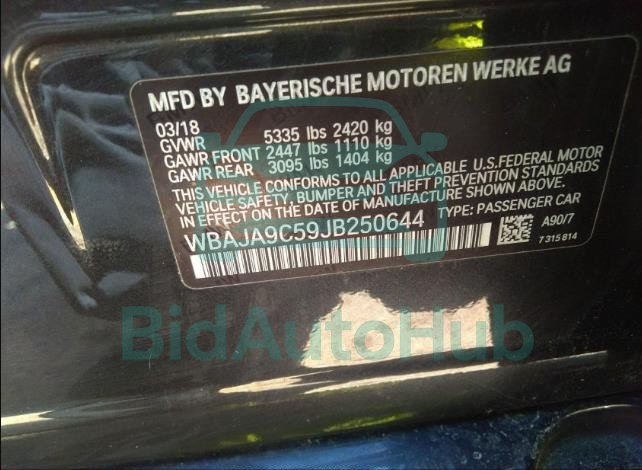 MFD BY BAYERISCHE MOTOREN WERKE AG
03/18
GVWR 5335 lbs 2420 kg
GAWR FRONT 2447 lbs 1110 kg
GAWR REAR 3095 lbs 1404 kg
THIS VEHICLE CONFORMS TO ALL APPLICABLE U.S.FEDERAL MOTOR
VEHICLE SAFETY, BUMPER AND THEFT PREVENTION STANDARDS
IN EFFECT ON THE DATE OF MANUFACTURE SHOWN ABOVE.
WBAJA9C59JB250644 TYPE: PASSENGER CAR
A90/7
7315814
BidAutoHub